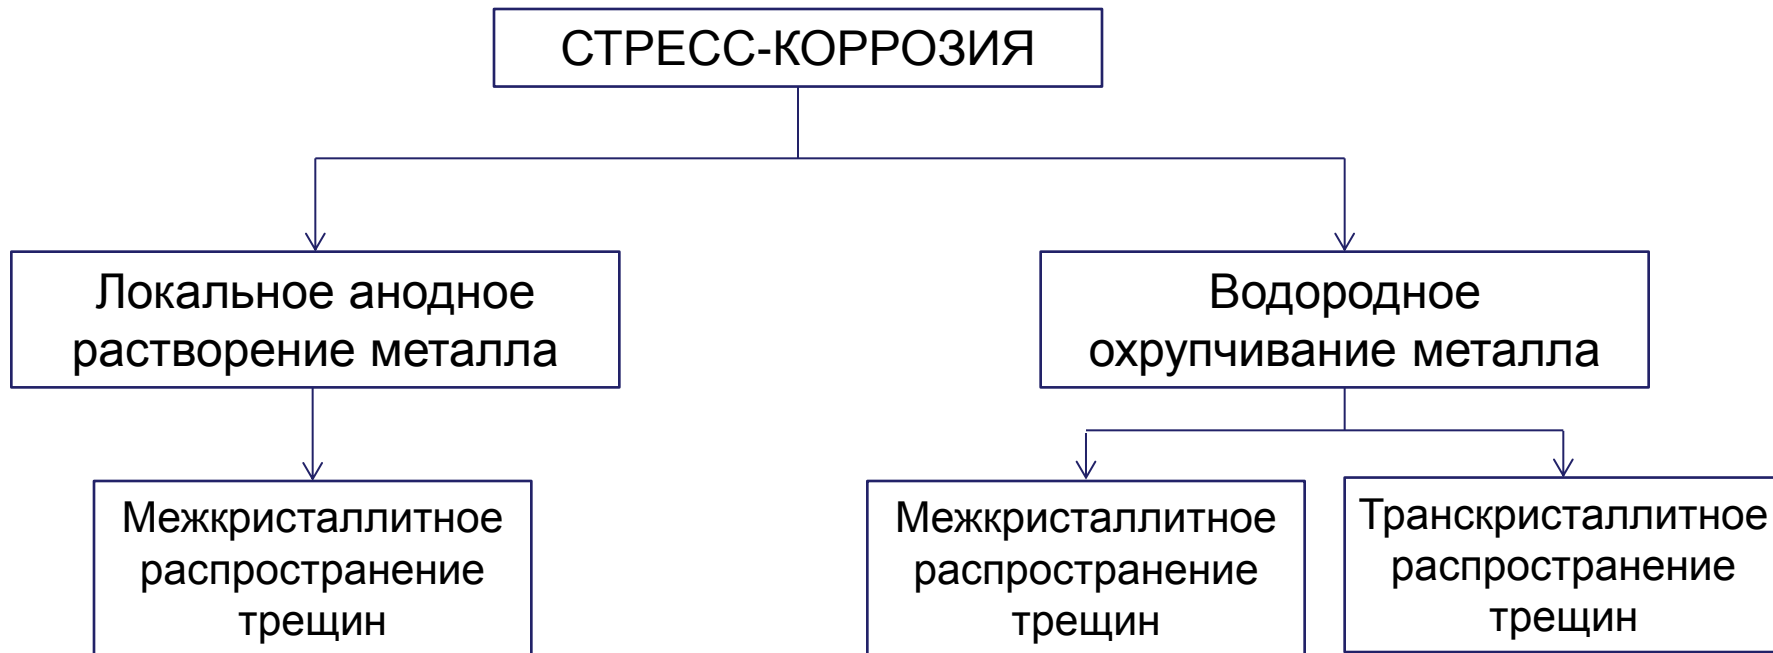 СТРЕСС-КОРРОЗИЯ
Локальное анодное
растворение металла
Водородное
охрупчивание металла
Межкристаллитное
распространение
трещин
Межкристаллитное
распространение
трещин
Транскристаллитное
распространение
трещин